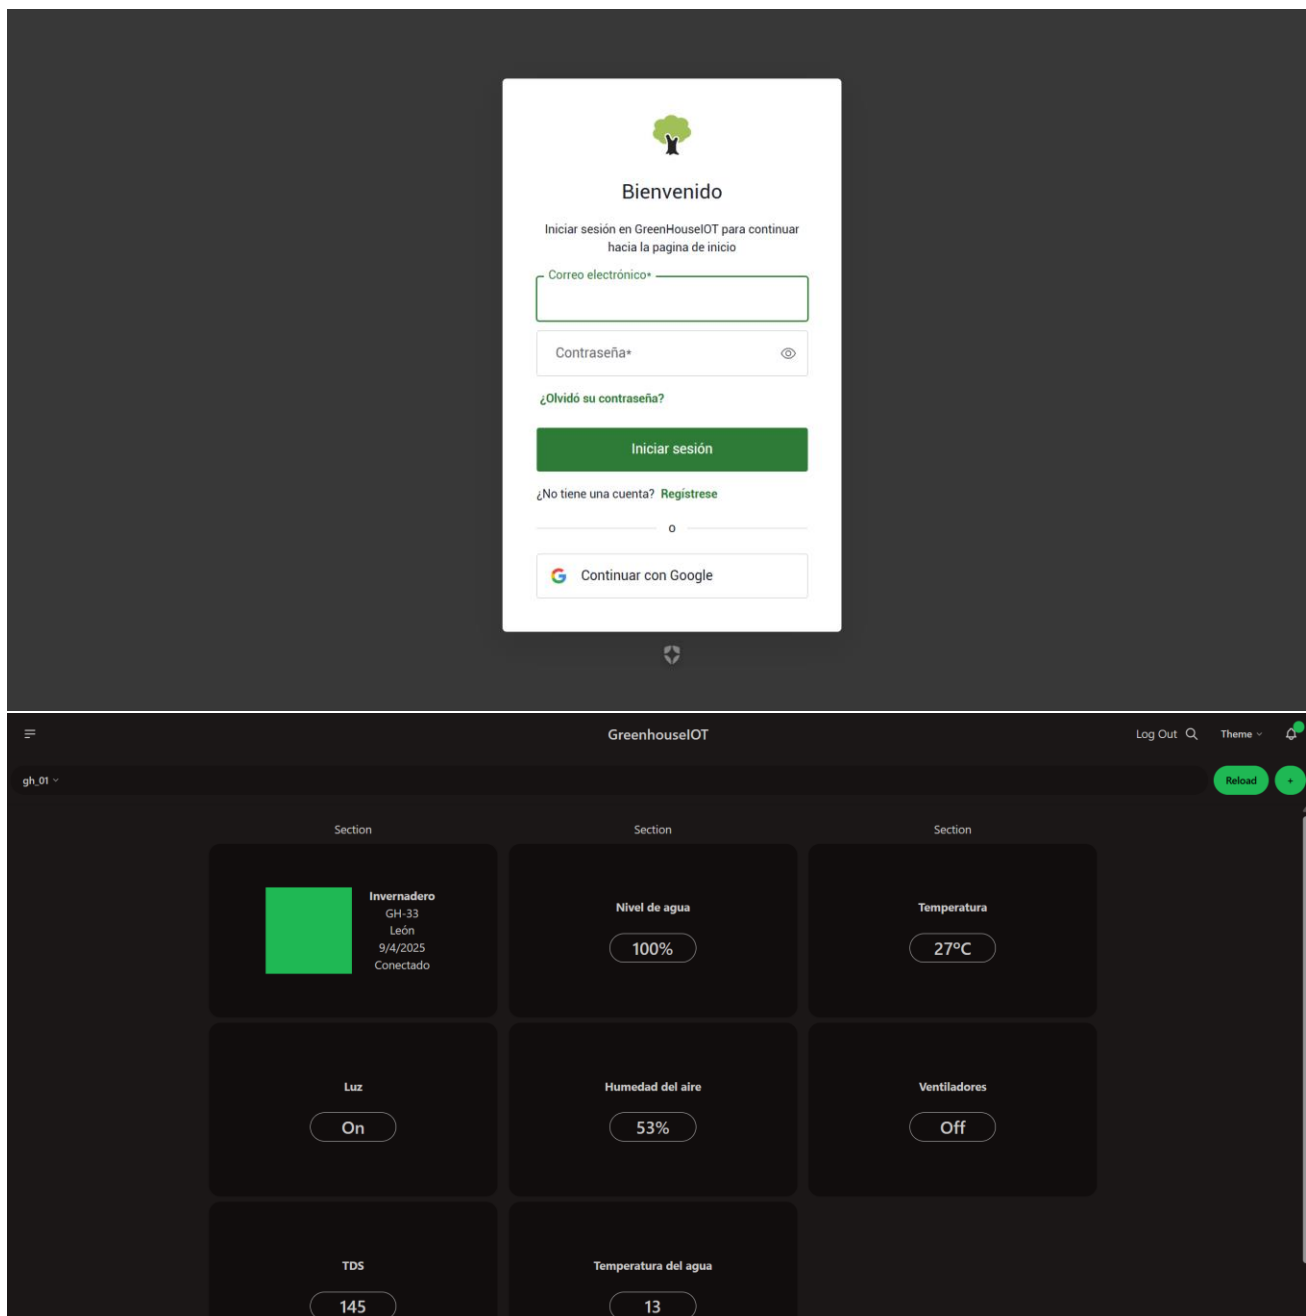 Bienvenido
Iniciar sesión en GreenHouseIOT para continuar
hacia la pagina de inicio
Correo electrónico*
Contraseña*
¿Olvidó su contraseña?
Iniciar sesión
¿No tiene una cuenta? Regístrese
o
Continuar con Google
GreenhouseIOT
Log Out
Theme
gh_01
Reload
+
Section
Section
Section
Invernadero
GH-33
León
9/4/2025
Conectado
Nivel de agua
100%
Temperatura
27ºC
Luz
On
Humedad del aire
53%
Ventiladores
Off
TDS
145
Temperatura del agua
13